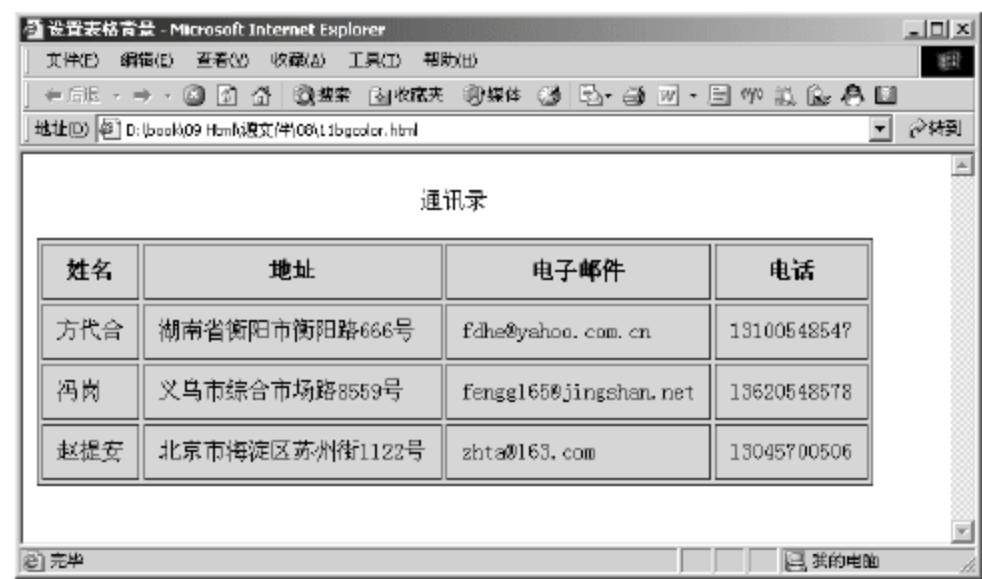 设置表格背景 - Microsoft Internet Explorer
文件(F) 编辑(E) 查看(V) 收藏(A) 工具(T) 帮助(H)
后退 搜索 收藏夹 媒体
地址(D) D:\book\09 Html\源文件\08\11bgcolor.html 转到
通讯录
姓名 地址 电子邮件 电话
方代合 湖南省衡阳市衡阳路666号 fdhe@yahoo.com.cn 13100548547
冯岗 义乌市综合市场路8559号 fengg165@jingshan.net 13620548578
赵提安 北京市海淀区苏州街1122号 zhta@163.com 13045700506
完毕 我的电脑